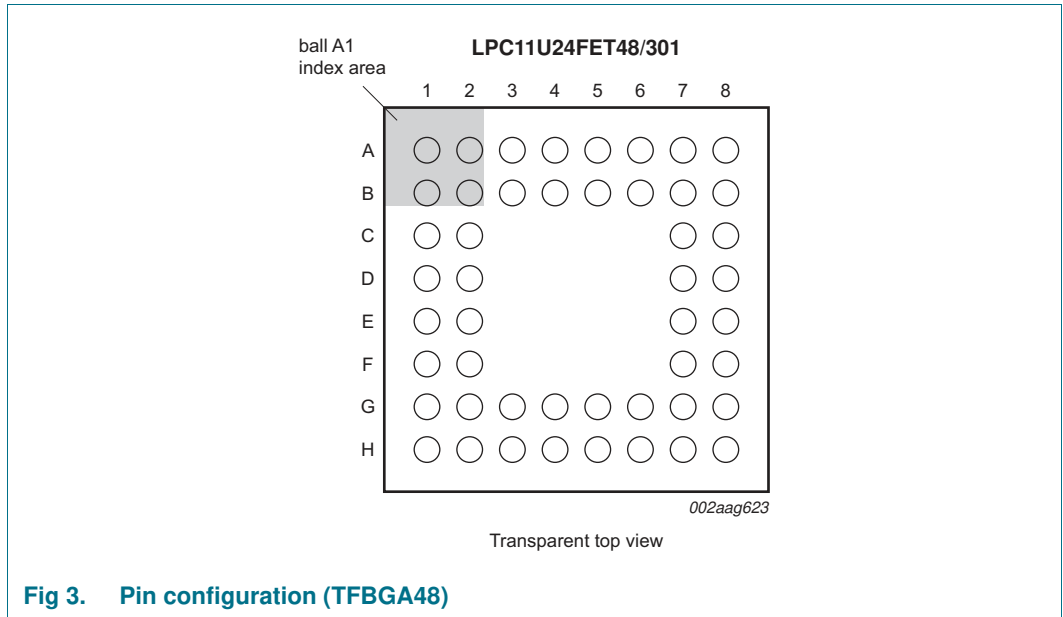 ball A1
index area
LPC11U24FET48/301
1 2 3 4 5 6 7 8
A
B
C
D
E
F
G
H
002aag623
Transparent top view
Fig 3. Pin configuration (TFBGA48)